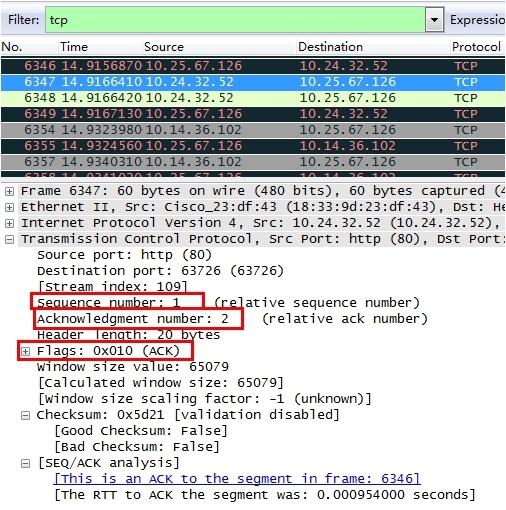 Filter: tcp Expression
No. Time Source Destination Protocol
6346 14.9156870 10.25.67.126 10.24.32.52 TCP
6347 14.9166410 10.24.32.52 10.25.67.126 TCP
6348 14.9166420 10.24.32.52 10.25.67.126 TCP
6349 14.9167130 10.25.67.126 10.24.32.52 TCP
6354 14.9323980 10.14.36.102 10.25.67.126 TCP
6355 14.9324560 10.25.67.126 10.14.36.102 TCP
6357 14.9340310 10.14.36.102 10.25.67.126 TCP
Frame 6347: 60 bytes on wire (480 bits), 60 bytes captured (4
Ethernet II, Src: Cisco_23:df:43 (18:33:9d:23:df:43), Dst: He
Internet Protocol Version 4, Src: 10.24.32.52 (10.24.32.52),
Transmission Control Protocol, Src Port: http (80), Dst Port:
Source port: http (80)
Destination port: 63726 (63726)
[Stream index: 109]
Sequence number: 1 (relative sequence number)
Acknowledgment number: 2 (relative ack number)
Header length: 20 bytes
Flags: 0x010 (ACK)
Window size value: 65079
[Calculated window size: 65079]
[Window size scaling factor: -1 (unknown)]
Checksum: 0x5d21 [validation disabled]
[Good Checksum: False]
[Bad Checksum: False]
[SEQ/ACK analysis]
[This is an ACK to the segment in frame: 6346]
[The RTT to ACK the segment was: 0.000954000 seconds]